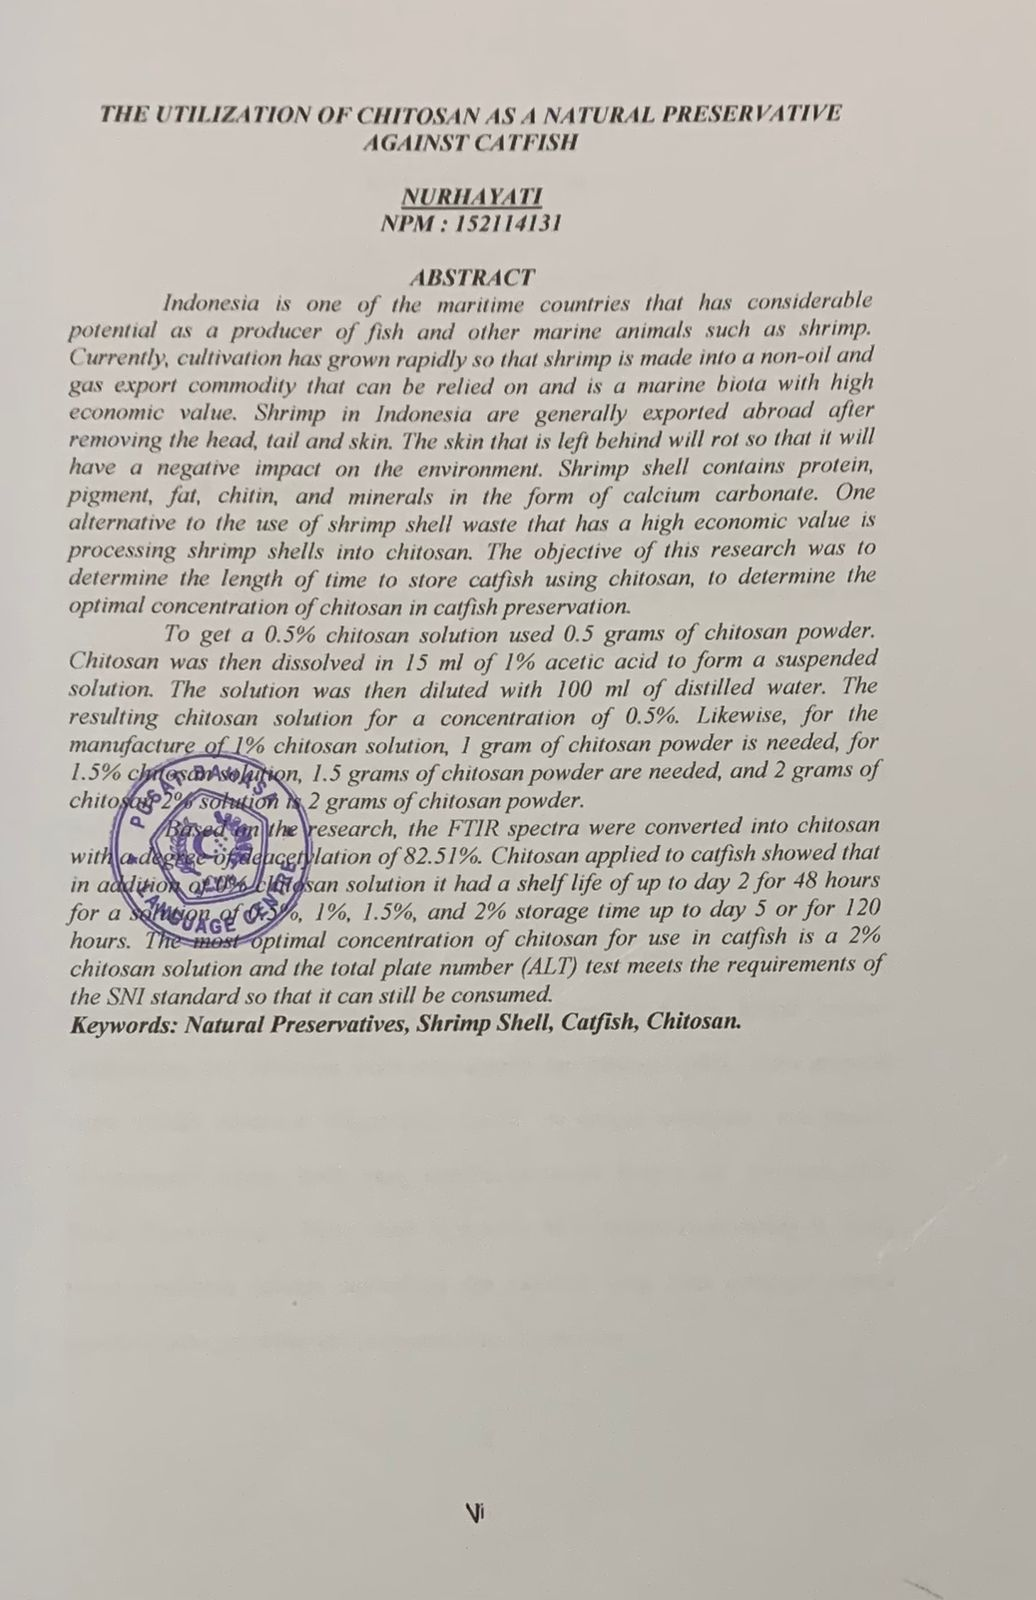 THE UTILIZATION OF CHITOSAN AS A NATURAL PRESERVATIVE
AGAINST CATFISH
NURHAYATI
NPM : 152114131
ABSTRACT
Indonesia is one of the maritime countries that has considerable
potential as a producer of fish and other marine animals such as shrimp.
Currently, cultivation has grown rapidly so that shrimp is made into a non-oil and
gas export commodity that can be relied on and is a marine biota with high
economic value. Shrimp in Indonesia are generally exported abroad after
removing the head, tail and skin. The skin that is left behind will rot so that it will
have a negative impact on the environment. Shrimp shell contains protein,
pigment, fat, chitin, and minerals in the form of calcium carbonate. One
alternative to the use of shrimp shell waste that has a high economic value is
processing shrimp shells into chitosan. The objective of this research was to
determine the length of time to store catfish using chitosan, to determine the
optimal concentration of chitosan in catfish preservation.
To get a 0.5% chitosan solution used 0.5 grams of chitosan powder.
Chitosan was then dissolved in 15 ml of 1% acetic acid to form a suspended
solution. The solution was then diluted with 100 ml of distilled water. The
resulting chitosan solution for a concentration of 0.5%. Likewise, for the
manufacture of 1% chitosan solution, 1 gram of chitosan powder is needed, for
1.5% chitosan solution, 1.5 grams of chitosan powder are needed, and 2 grams of
chitosan 2% solution is 2 grams of chitosan powder.
Based on the research, the FTIR spectra were converted into chitosan
with a degree of deacetylation of 82.51%. Chitosan applied to catfish showed that
in addition of 0% chitosan solution it had a shelf life of up to day 2 for 48 hours
for a solution of 0.5%, 1%, 1.5%, and 2% storage time up to day 5 or for 120
hours. The most optimal concentration of chitosan for use in catfish is a 2%
chitosan solution and the total plate number (ALT) test meets the requirements of
the SNI standard so that it can still be consumed.
Keywords: Natural Preservatives, Shrimp Shell, Catfish, Chitosan.
PUSAT BAHASA
LANGUAGE CENTRE
Vi